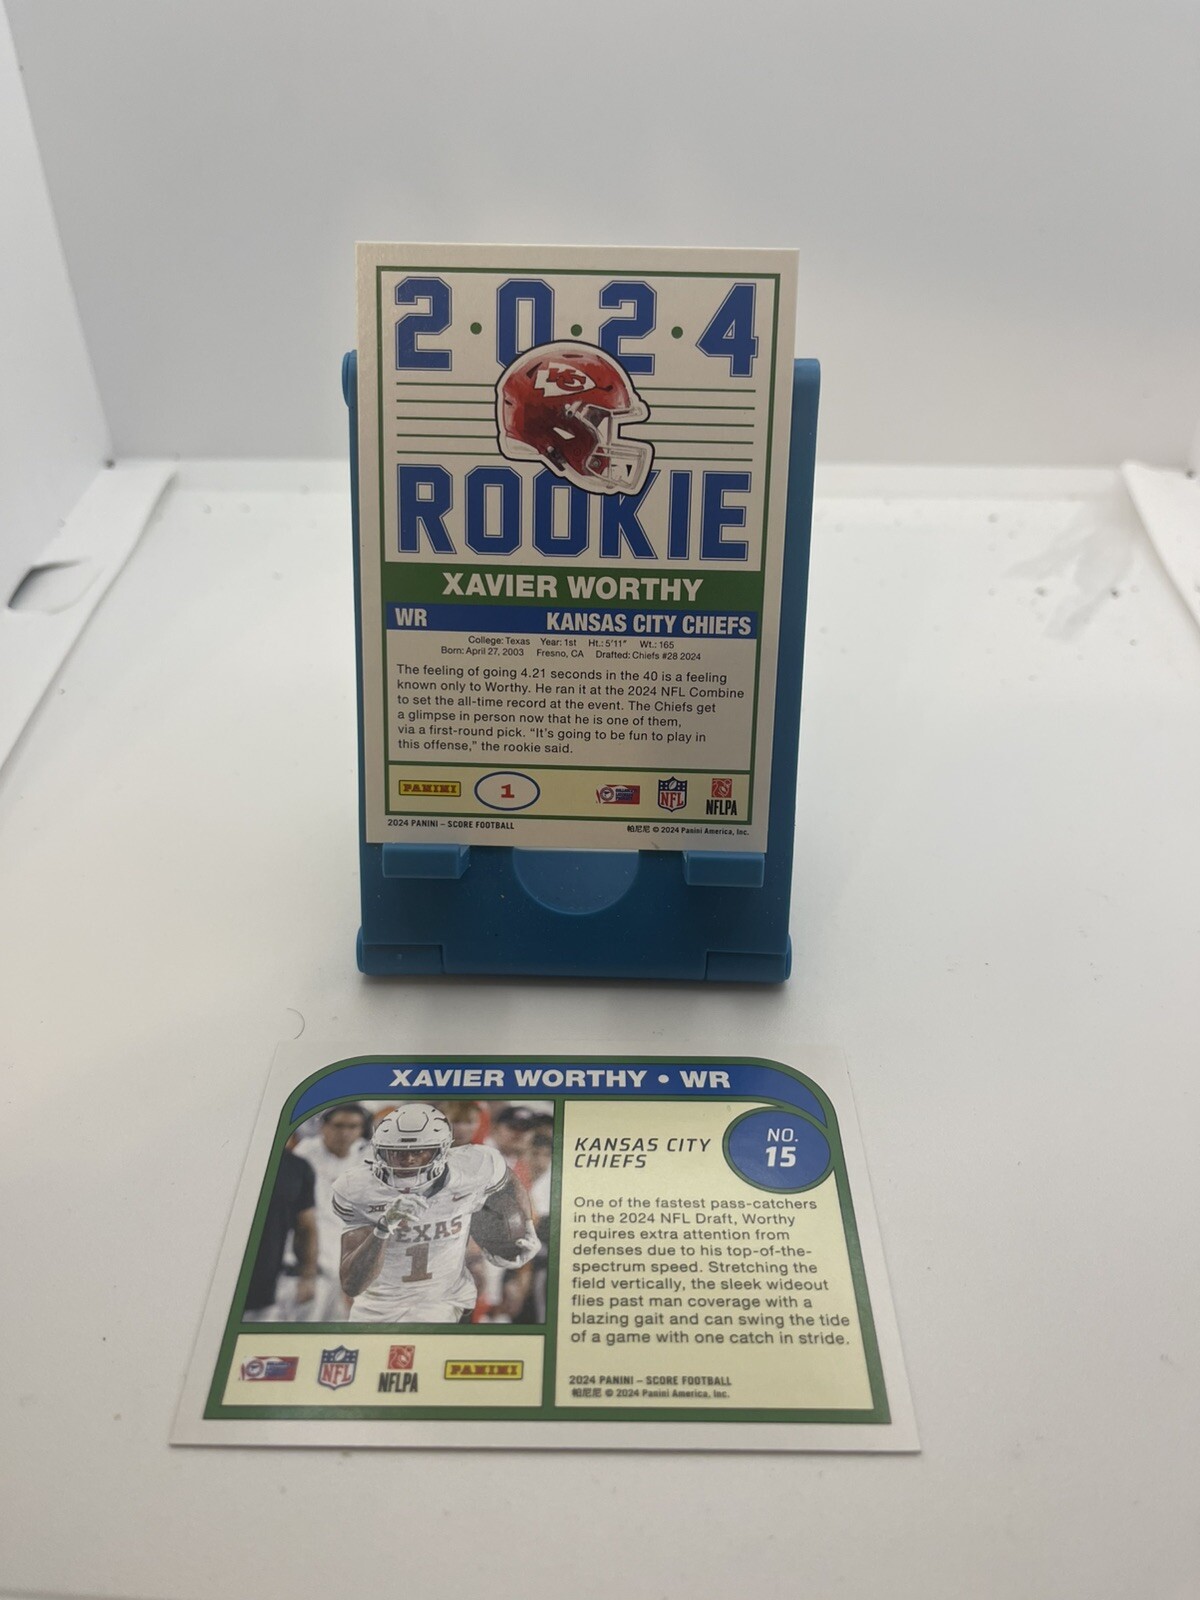 2·0·2·4
ROOKIE
XAVIER WORTHY
WR KANSAS CITY CHIEFS
College: Texas Year: 1st Ht.: 5'11" Wt.: 165
Born: April 27, 2003 Fresno, CA Drafted: Chiefs #28 2024
The feeling of going 4.21 seconds in the 40 is a feeling
known only to Worthy. He ran it at the 2024 NFL Combine
to set the all-time record at the event. The Chiefs get
a glimpse in person now that he is one of them,
via a first-round pick. “It’s going to be fun to play in
this offense,” the rookie said.
PANINI 1 NFL NFLPA
2024 PANINI – SCORE FOOTBALL 帕尼尼 © 2024 Panini America, Inc.
XAVIER WORTHY • WR
KANSAS CITY
CHIEFS
NO.
15
One of the fastest pass-catchers
in the 2024 NFL Draft, Worthy
requires extra attention from
defenses due to his top-of-the-
spectrum speed. Stretching the
field vertically, the sleek wideout
flies past man coverage with a
blazing gait and can swing the tide
of a game with one catch in stride.
2024 PANINI – SCORE FOOTBALL
帕尼尼 © 2024 Panini America, Inc.
EXAS
1
NFL NFLPA PANINI